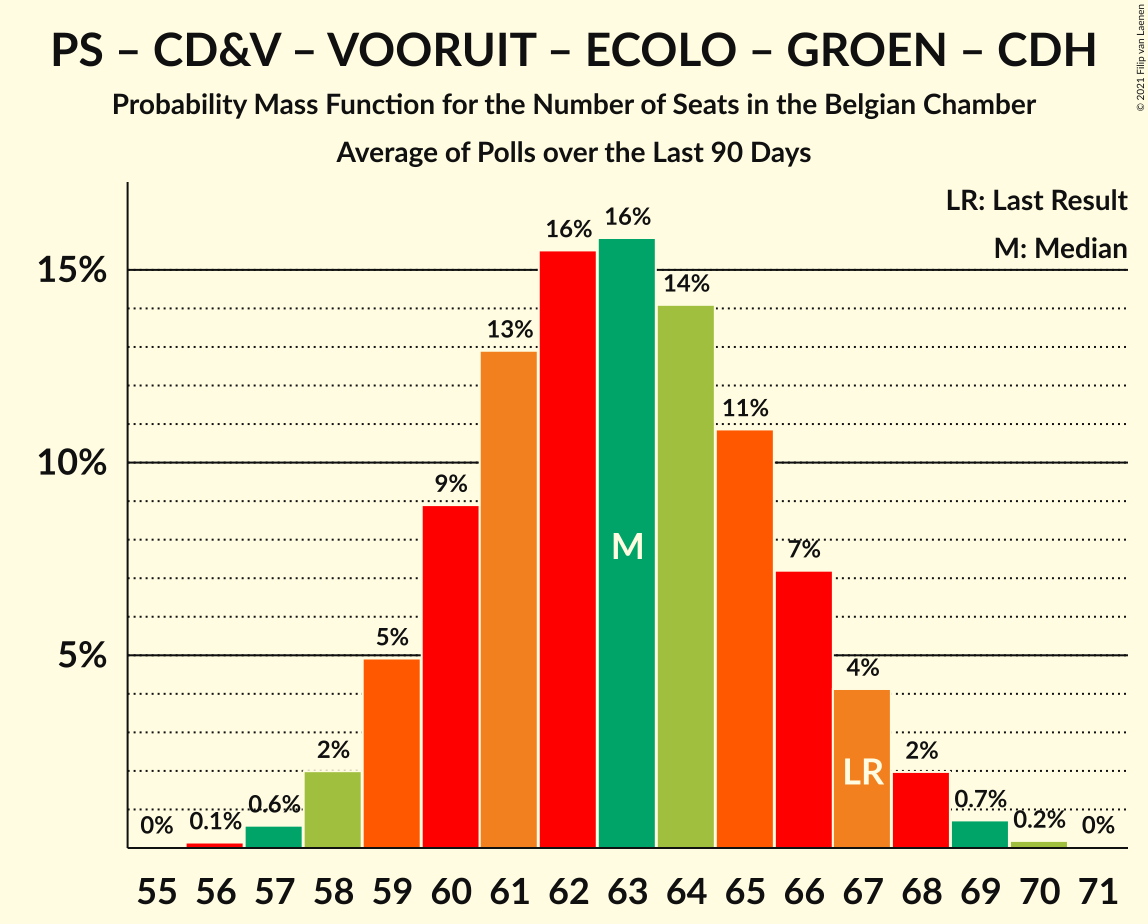 PS – CD&V – VOORUIT – ECOLO – GROEN – CDH
Probability Mass Function for the Number of Seats in the Belgian Chamber
Average of Polls over the Last 90 Days
© 2021 Filip van Laenen
LR: Last Result
M: Median
15%
10%
5%
0%
0.1%
0.6%
2%
5%
9%
13%
16%
16%
14%
11%
7%
4%
2%
0.7%
0.2%
0%
M
LR
55 56 57 58 59 60 61 62 63 64 65 66 67 68 69 70 71